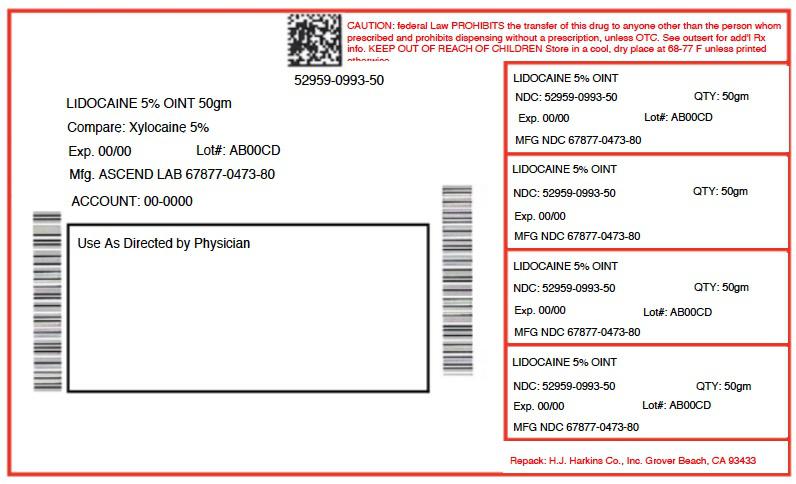 CAUTION: federal Law PROHIBITS the transfer of this drug to anyone other than the person whom
prescribed and prohibits dispensing without a prescription, unless OTC. See outsert for add'l Rx
info. KEEP OUT OF REACH OF CHILDREN Store in a cool, dry place at 68-77 F unless printed
otherwise
52959-0993-50
LIDOCAINE 5% OINT 50gm
Compare: Xylocaine 5%
Exp. 00/00 Lot#: AB00CD
Mfg. ASCEND LAB 67877-0473-80
ACCOUNT: 00-0000
Use As Directed by Physician
LIDOCAINE 5% OINT
NDC: 52959-0993-50 QTY: 50gm
Exp. 00/00 Lot#: AB00CD
MFG NDC 67877-0473-80
LIDOCAINE 5% OINT
NDC: 52959-0993-50 QTY: 50gm
Exp. 00/00
MFG NDC 67877-0473-80
LIDOCAINE 5% OINT
NDC: 52959-0993-50 QTY: 50gm
Exp. 00/00 Lot#: AB00CD
MFG NDC 67877-0473-80
LIDOCAINE 5% OINT
NDC: 52959-0993-50 QTY: 50gm
Exp. 00/00 Lot#: AB00CD
MFG NDC 67877-0473-80
Repack: H.J. Harkins Co., Inc. Grover Beach, CA 93433